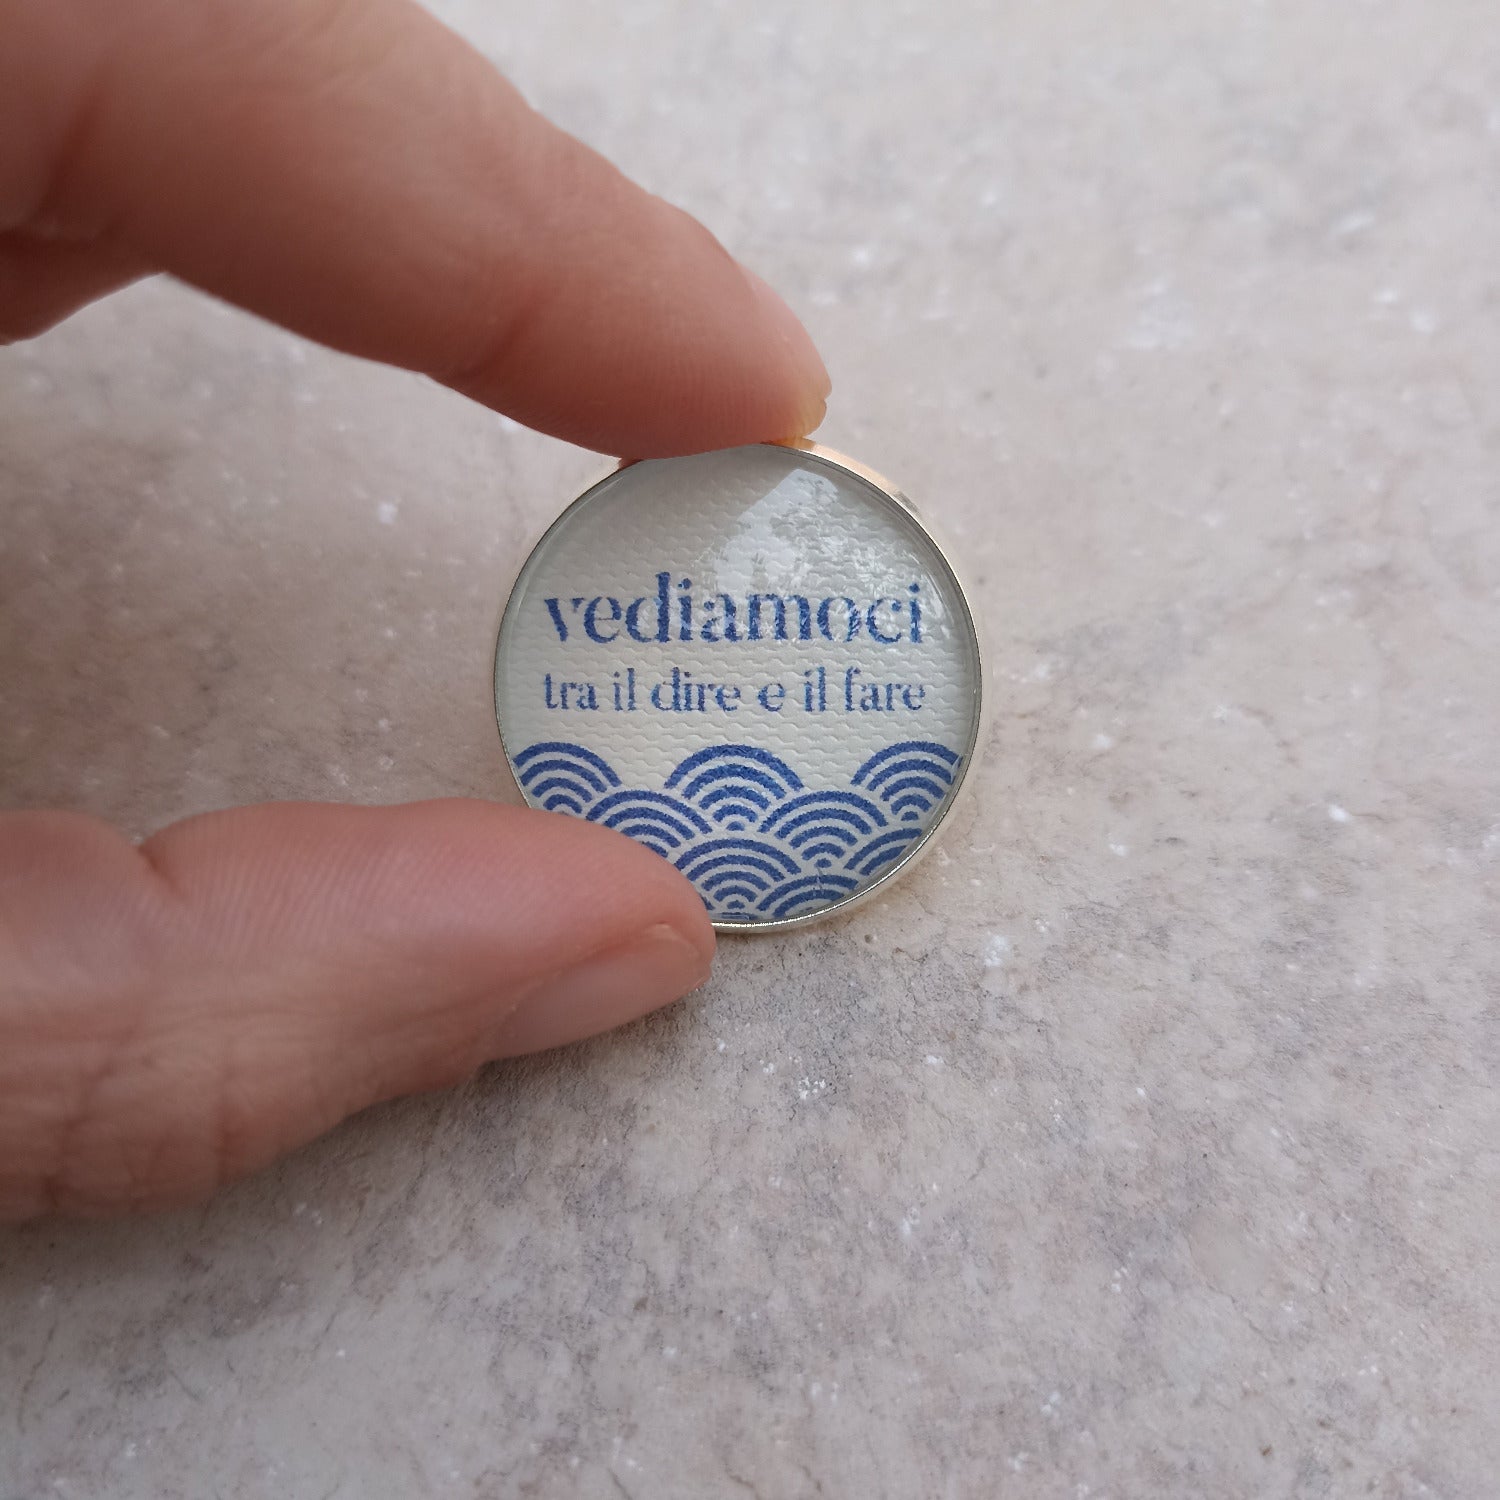 vediamoci
tra il dire e il fare